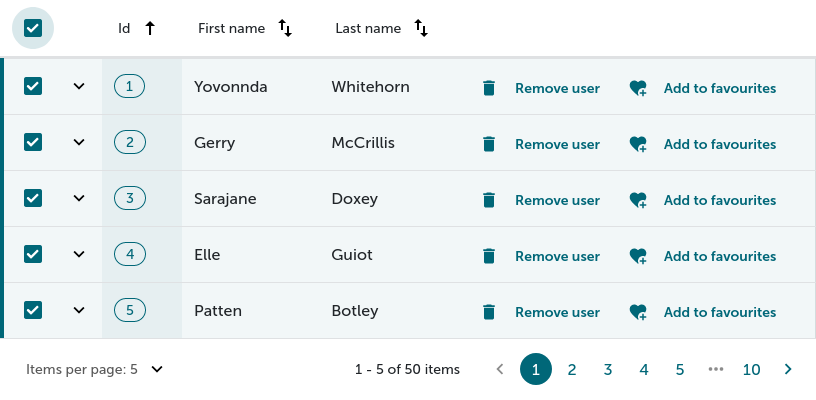 Id First name Last name
1 Yovonnda Whitehorn Remove user Add to favourites
2 Gerry McCrillis Remove user Add to favourites
3 Sarajane Doxey Remove user Add to favourites
4 Elle Guiot Remove user Add to favourites
5 Patten Botley Remove user Add to favourites
Items per page: 5 1 - 5 of 50 items 1 2 3 4 5 ••• 10